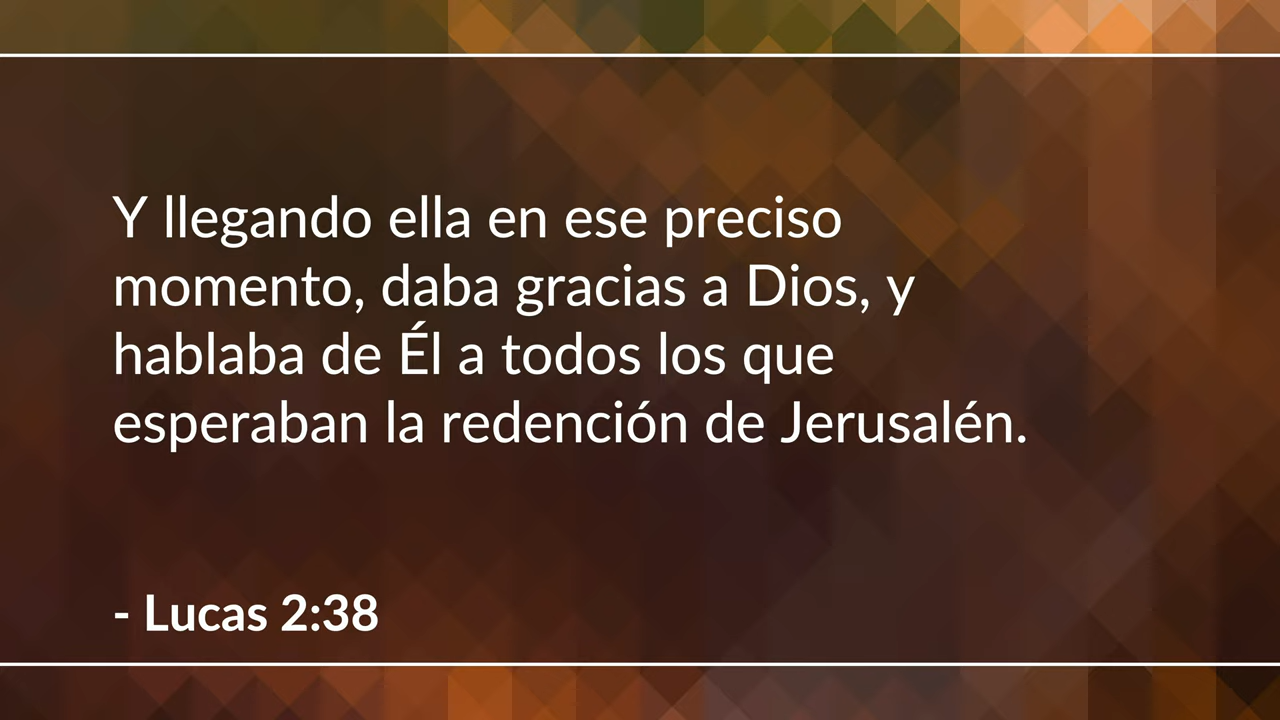 Y llegando ella en ese preciso
momento, daba gracias a Dios, y
hablaba de Él a todos los que
esperaban la redención de Jerusalén.
- Lucas 2:38